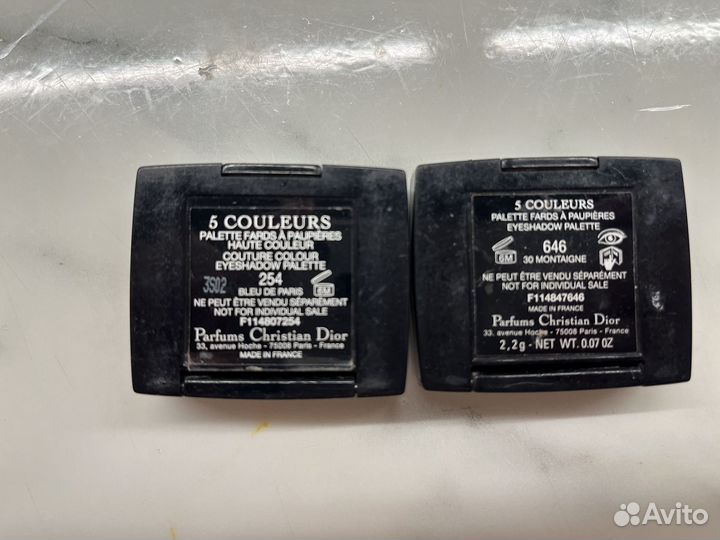 5 COULEURS
PALETTE FARDS À PAUPIÈRES
HAUTE COULEUR
COUTURE COLOUR
EYESHADOW PALETTE
3S02
254
BLEU DE PARIS
6M
NE PEUT ÊTRE VENDU SÉPARÉMENT
NOT FOR INDIVIDUAL SALE
F114807254
Parfums Christian Dior
33, avenue Hoche - 75008 Paris - France
MADE IN FRANCE
5 COULEURS
PALETTE FARDS À PAUPIÈRES
EYESHADOW PALETTE
646
6M
30 MONTAIGNE
NE PEUT ÊTRE VENDU SÉPARÉMENT
NOT FOR INDIVIDUAL SALE
F114847646
MADE IN FRANCE
Parfums Christian Dior
33, avenue Hoche - 75008 Paris - France
2,2g - NET WT. 0.07 OZ
Avito